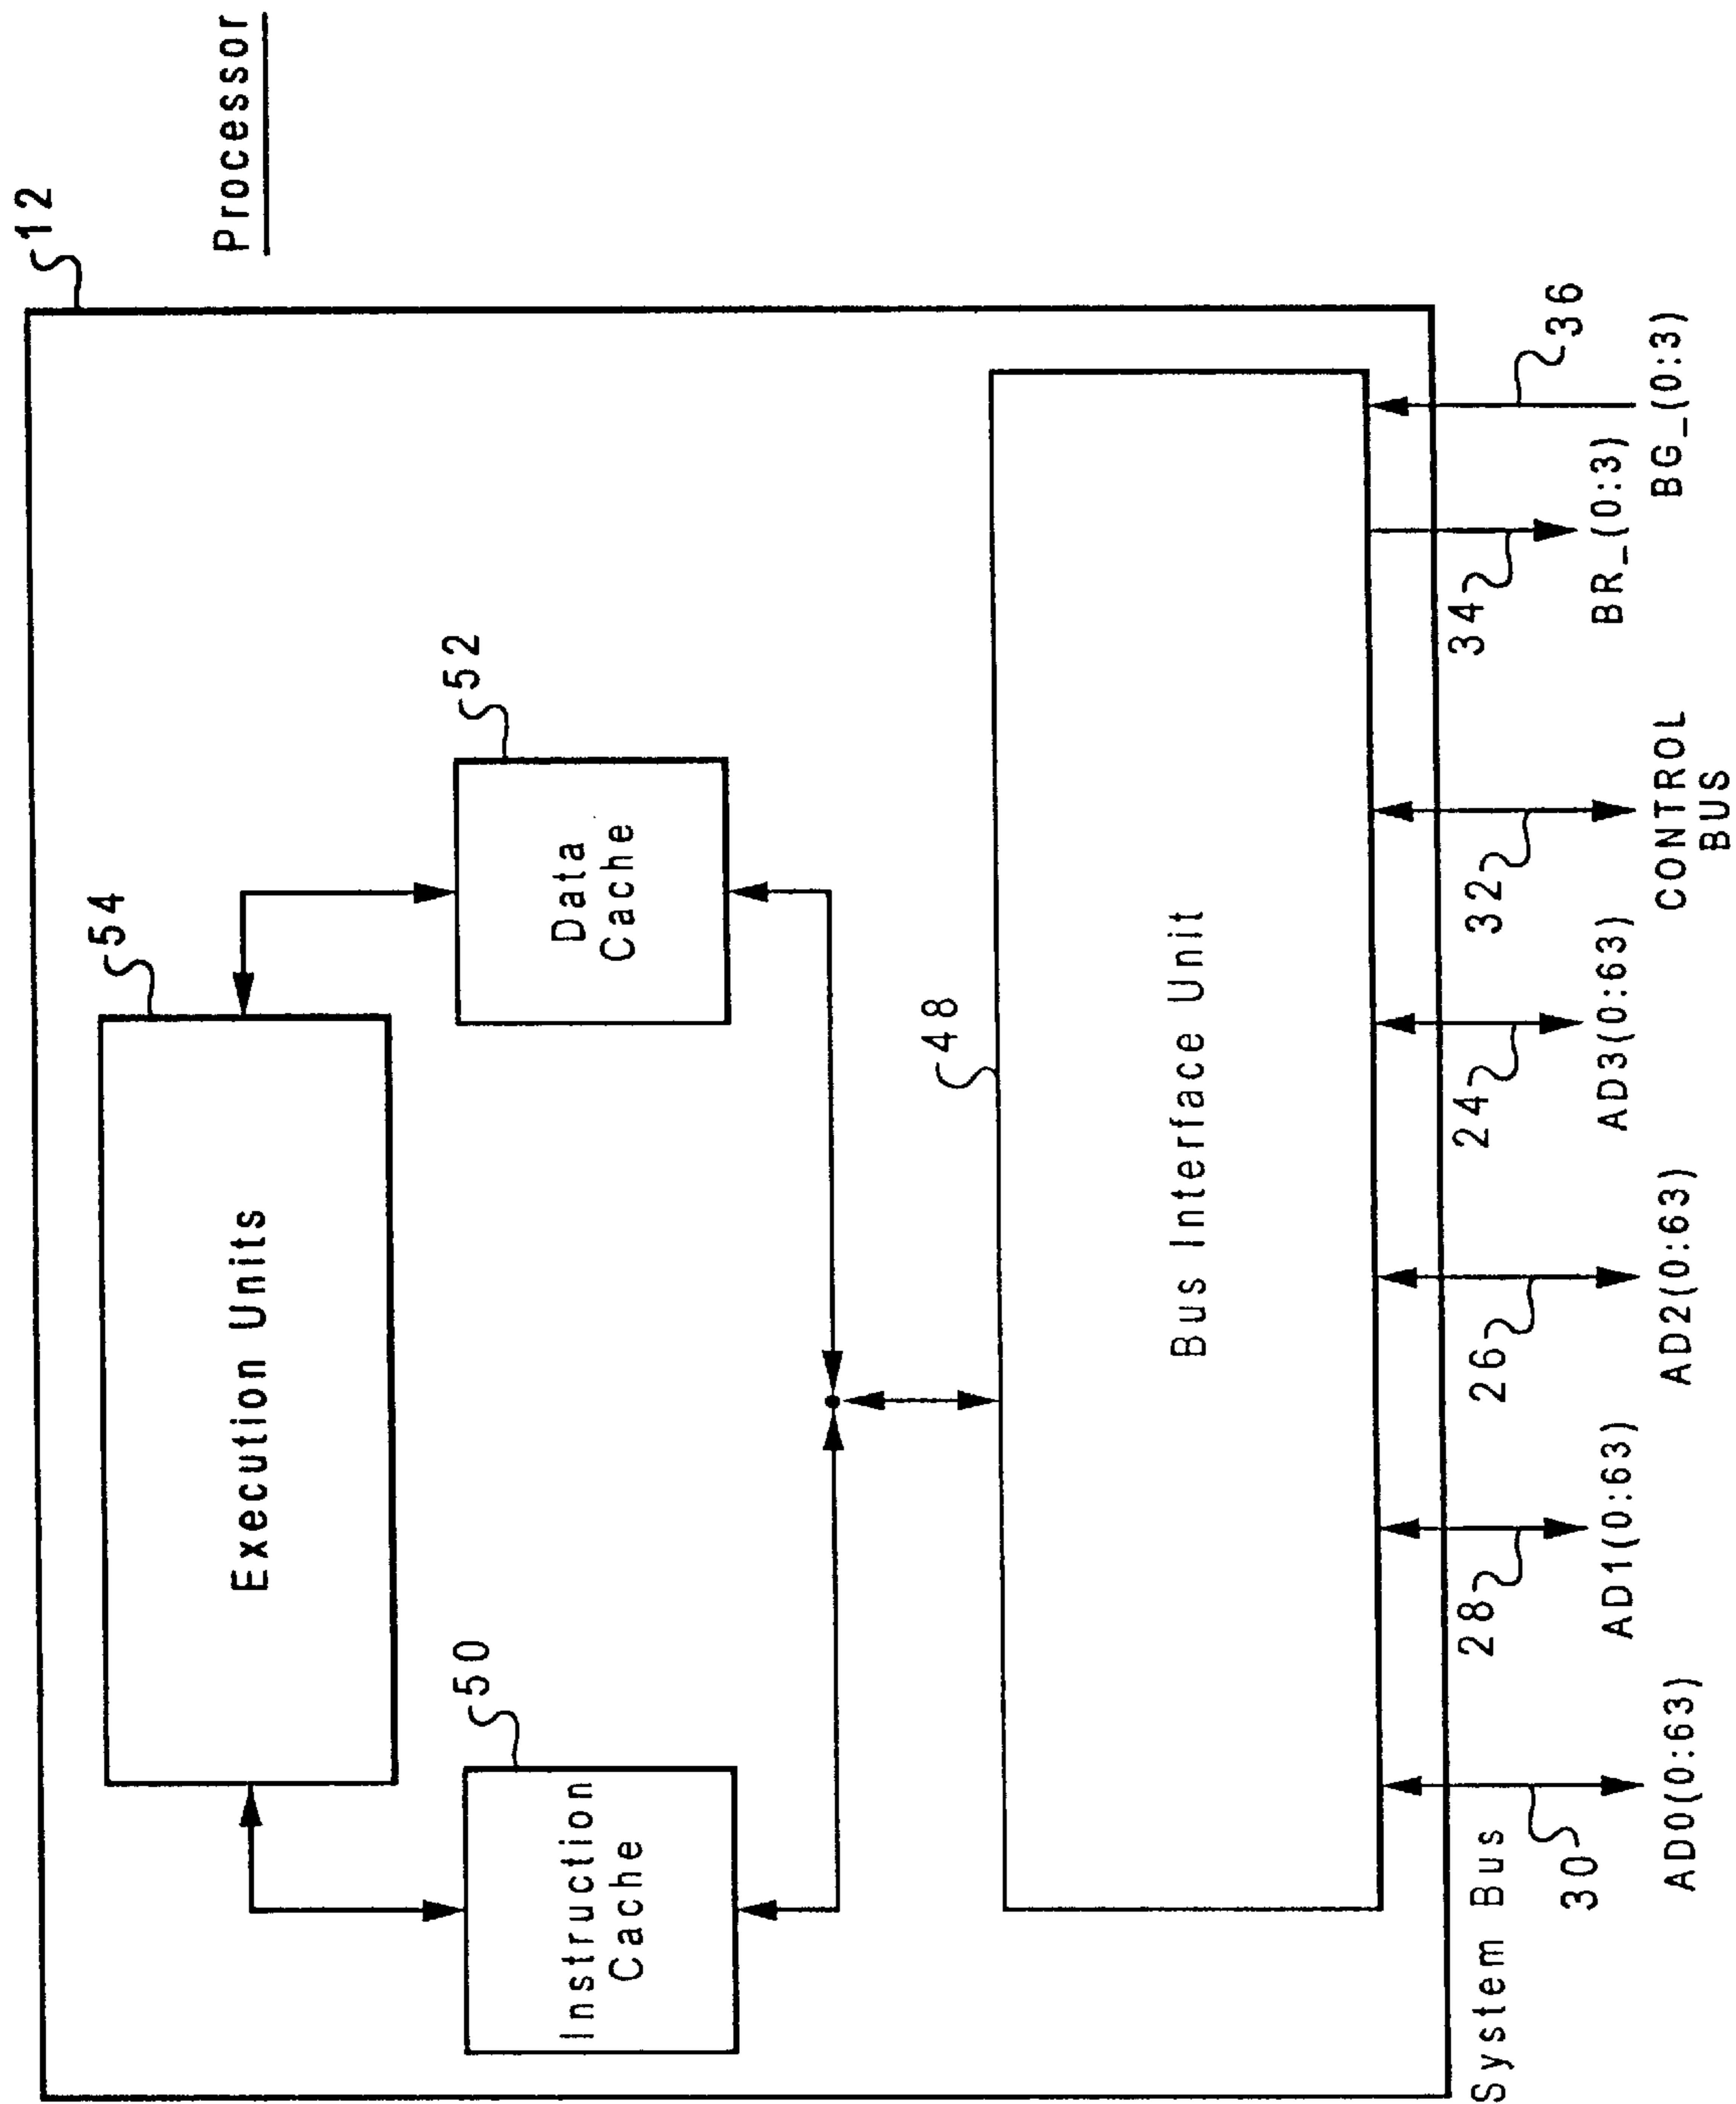 12
Processor
54
Execution Units
50
Instruction
Cache
52
Data
Cache
48
Bus Interface Unit
System Bus
30
28
26
24
32
34
36
AD0(0:63)
AD1(0:63)
AD2(0:63)
AD3(0:63)
CONTROL
BUS
BR_(0:3)
BG_(0:3)